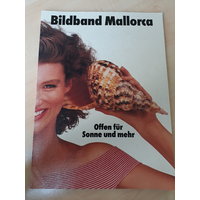 Bildband Mallorca
Offen für
Sonne und mehr